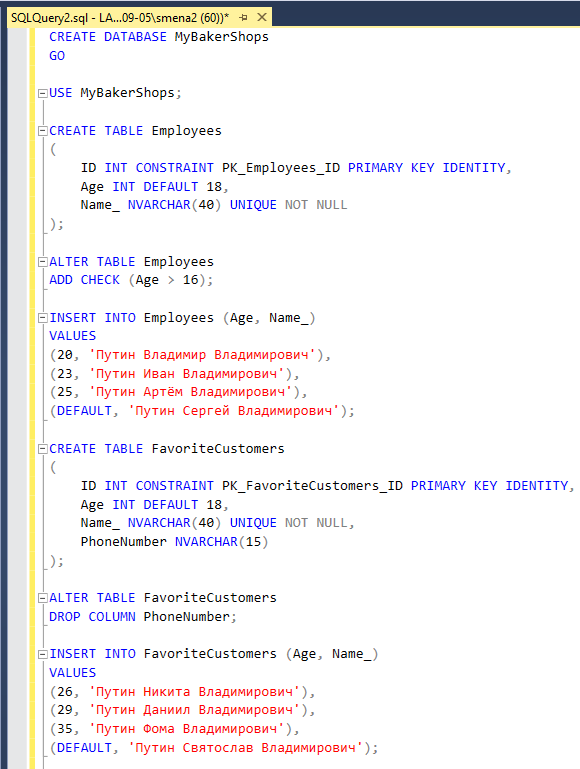 SQLQuery2.sql - LA...09-05\smena2 (60))*
CREATE DATABASE MyBakerShops
GO
USE MyBakerShops;
CREATE TABLE Employees
(
ID INT CONSTRAINT PK_Employees_ID PRIMARY KEY IDENTITY,
Age INT DEFAULT 18,
Name_ NVARCHAR(40) UNIQUE NOT NULL
);
ALTER TABLE Employees
ADD CHECK (Age > 16);
INSERT INTO Employees (Age, Name_)
VALUES
(20, 'Путин Владимир Владимирович'),
(23, 'Путин Иван Владимирович'),
(25, 'Путин Артём Владимирович'),
(DEFAULT, 'Путин Сергей Владимирович');
CREATE TABLE FavoriteCustomers
(
ID INT CONSTRAINT PK_FavoriteCustomers_ID PRIMARY KEY IDENTITY,
Age INT DEFAULT 18,
Name_ NVARCHAR(40) UNIQUE NOT NULL,
PhoneNumber NVARCHAR(15)
);
ALTER TABLE FavoriteCustomers
DROP COLUMN PhoneNumber;
INSERT INTO FavoriteCustomers (Age, Name_)
VALUES
(26, 'Путин Никита Владимирович'),
(29, 'Путин Даниил Владимирович'),
(35, 'Путин Фома Владимирович'),
(DEFAULT, 'Путин Святослав Владимирович');